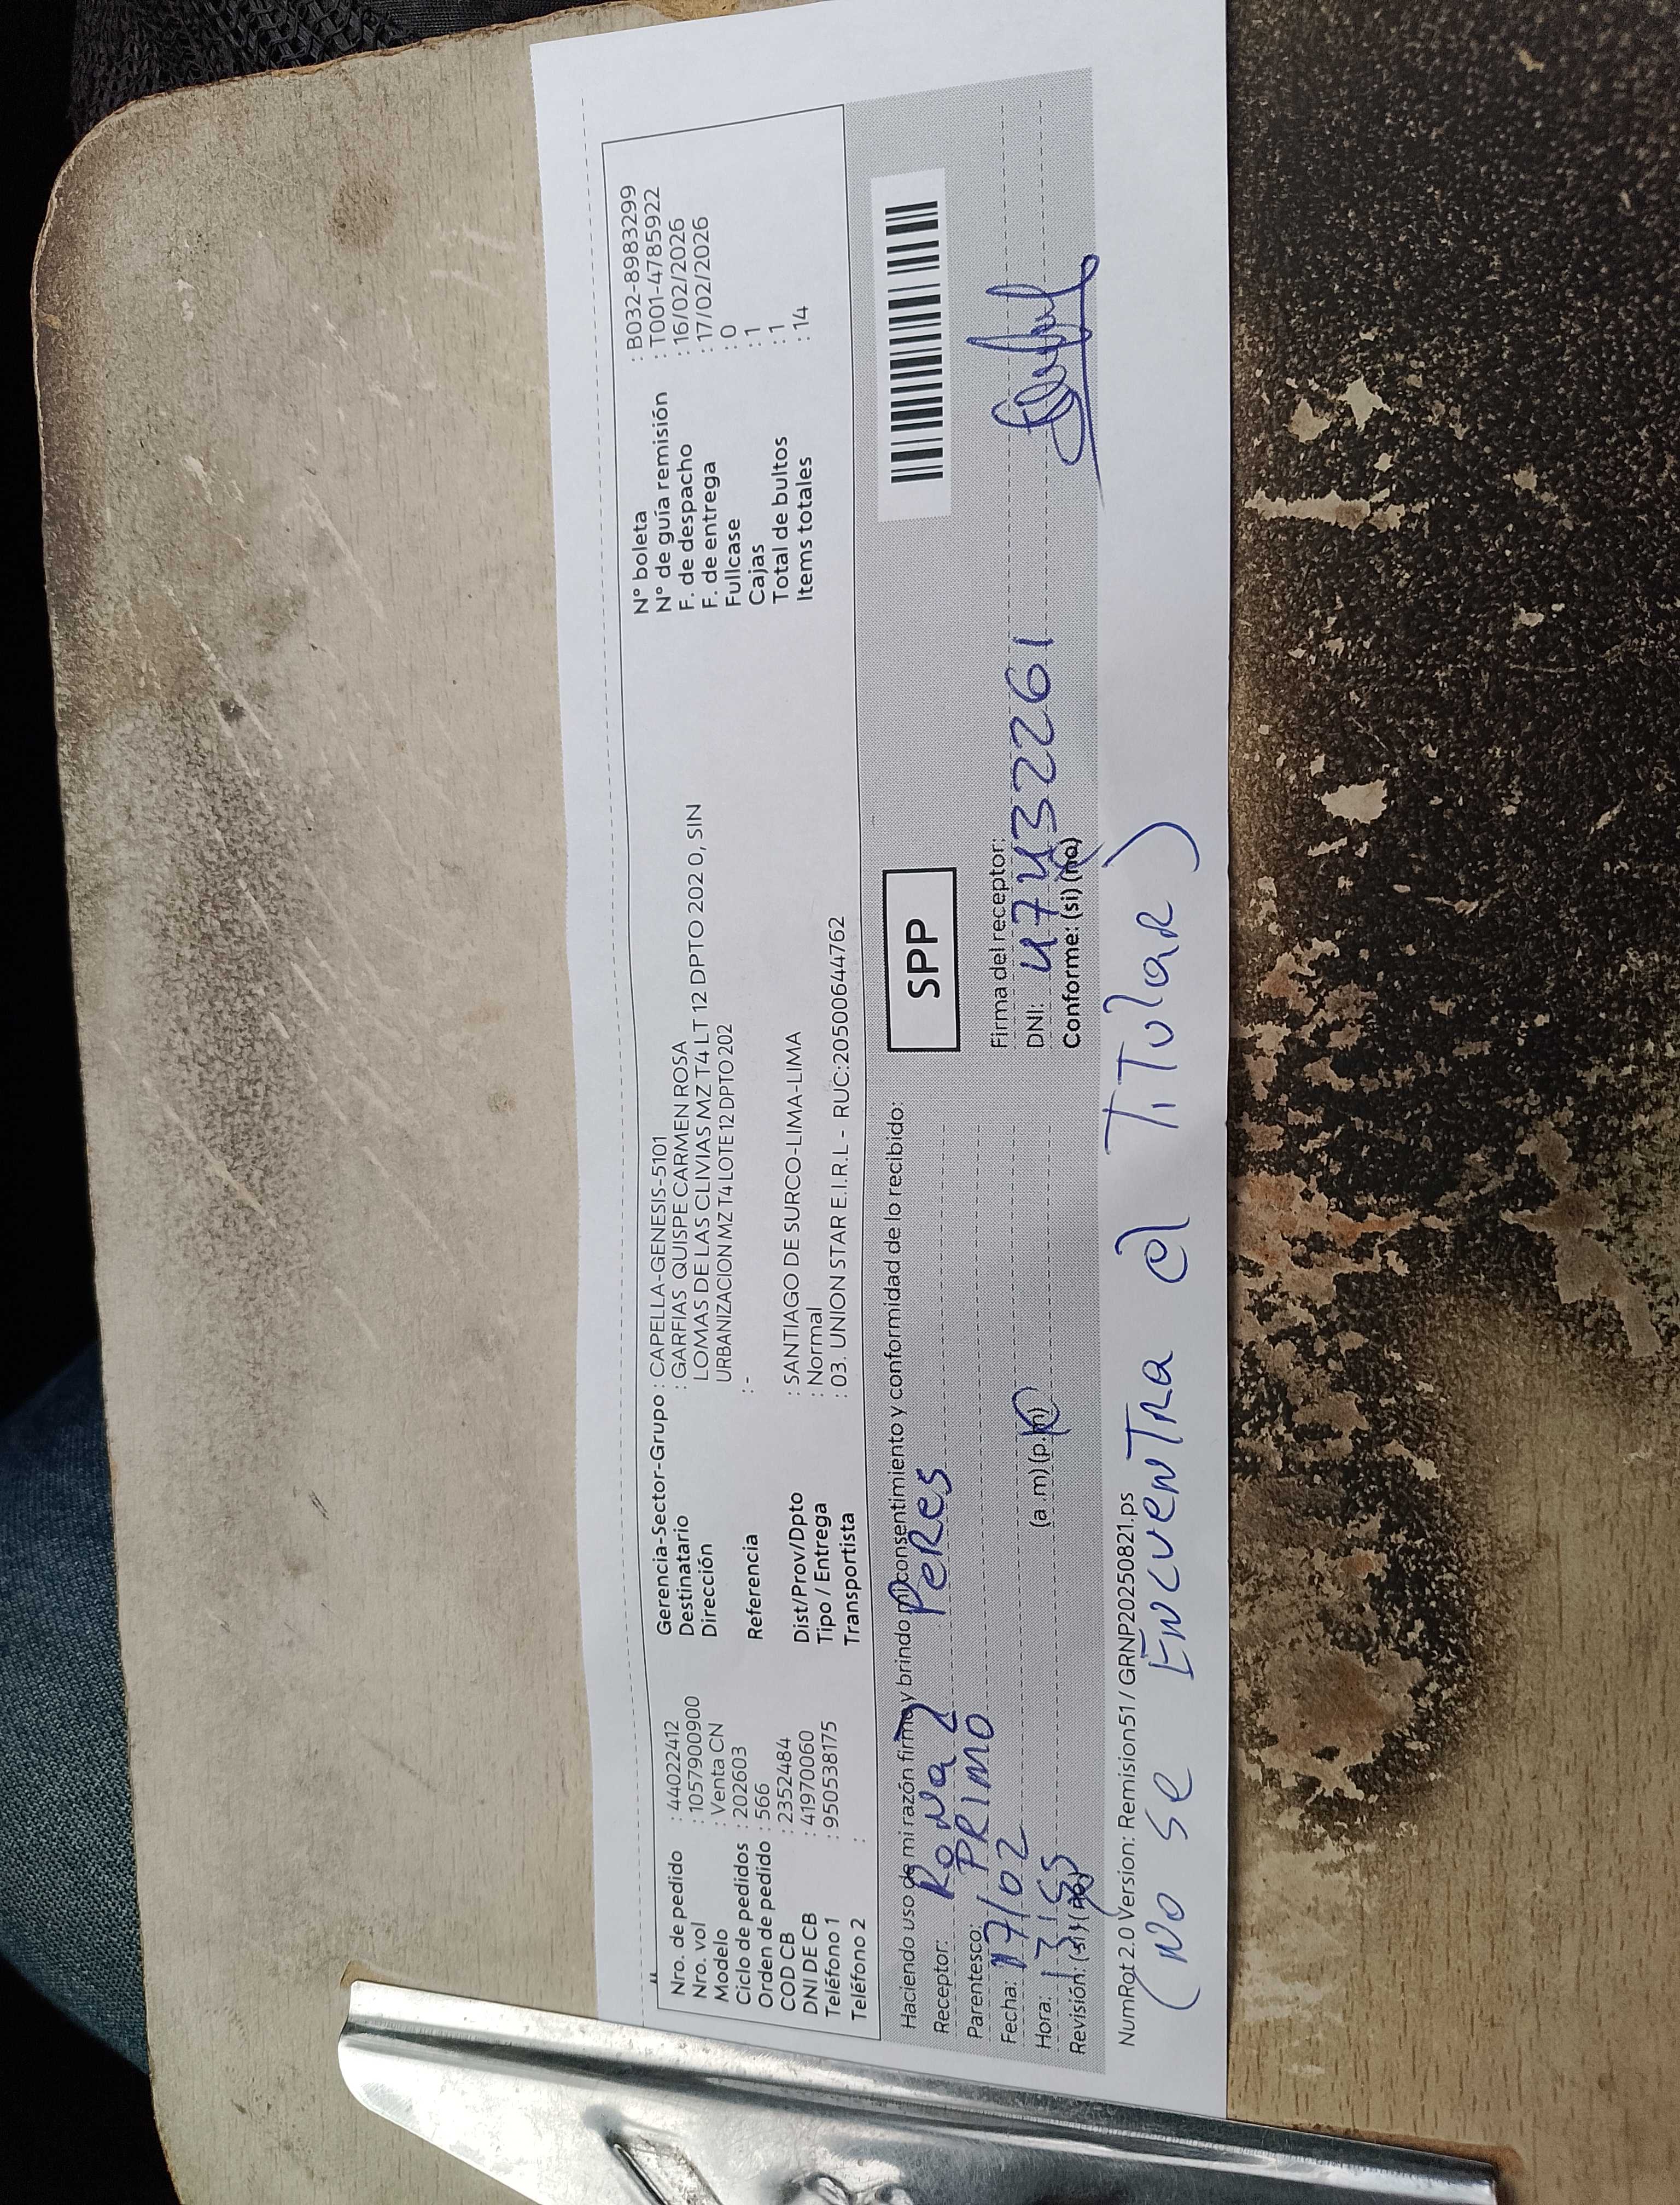 Nro. de pedido : 44022412
Nro. vol : 10579000900
Modelo : Venta CN
Ciclo de pedidos : 202603
Orden de pedido : 566
COD CB : 2352484
DNI DE CB : 41970060
Teléfono 1 : 950538175
Teléfono 2 :
Gerencia-Sector-Grupo : CAPELLA-GENESIS-5101
Destinatario : GARFIAS QUISPE CARMEN ROSA
Dirección LOMAS DE LAS CLIVIAS MZ T4 LT 12 DPTO 202 0, SIN
URBANIZACION MZ T4 LOTE 12 DPTO 202
Referencia : -
Dist/Prov/Dpto : SANTIAGO DE SURCO-LIMA-LIMA
Tipo / Entrega : Normal
Transportista : 03. UNION STAR E.I.R.L - RUC:20500644762
N° boleta : B032-8983299
N° de guía remisión : T001-4785922
F. de despacho : 16/02/2026
F. de entrega : 17/02/2026
Fullcase : 0
Cajas : 1
Total de bultos : 1
Items totales : 14
Haciendo uso de mi razón firmo y brindo mi consentimiento y conformidad de lo recibido:
Receptor: Ronal Peres
Parentesco: PRIMO
Fecha: 17/02
Hora: (a.m) (p.m)
Revisión: (si) (no)
SPP
Firma del receptor:
DNI: 47432261
Conforme: (si) (no)
NumRot 2.0 Version: Remision51 / GRNP20250821.ps
(No se ENCUENTRA el TiTular)